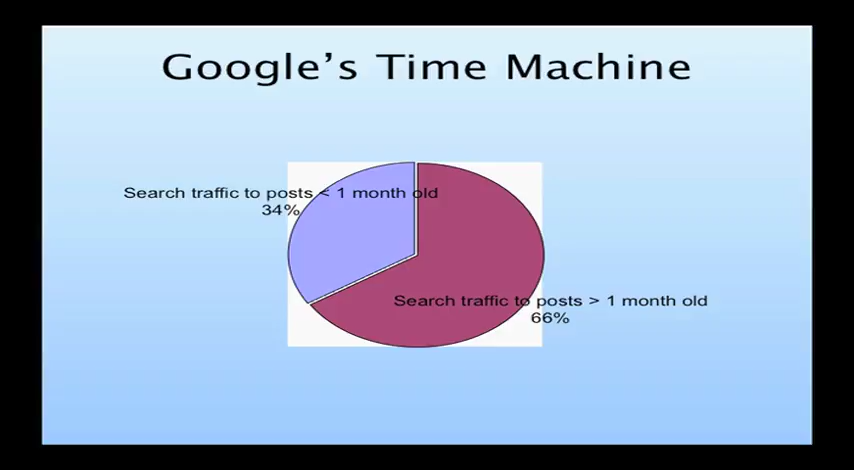 Google's Time Machine
Search traffic to posts < 1 month old
34%
Search traffic to posts > 1 month old
66%